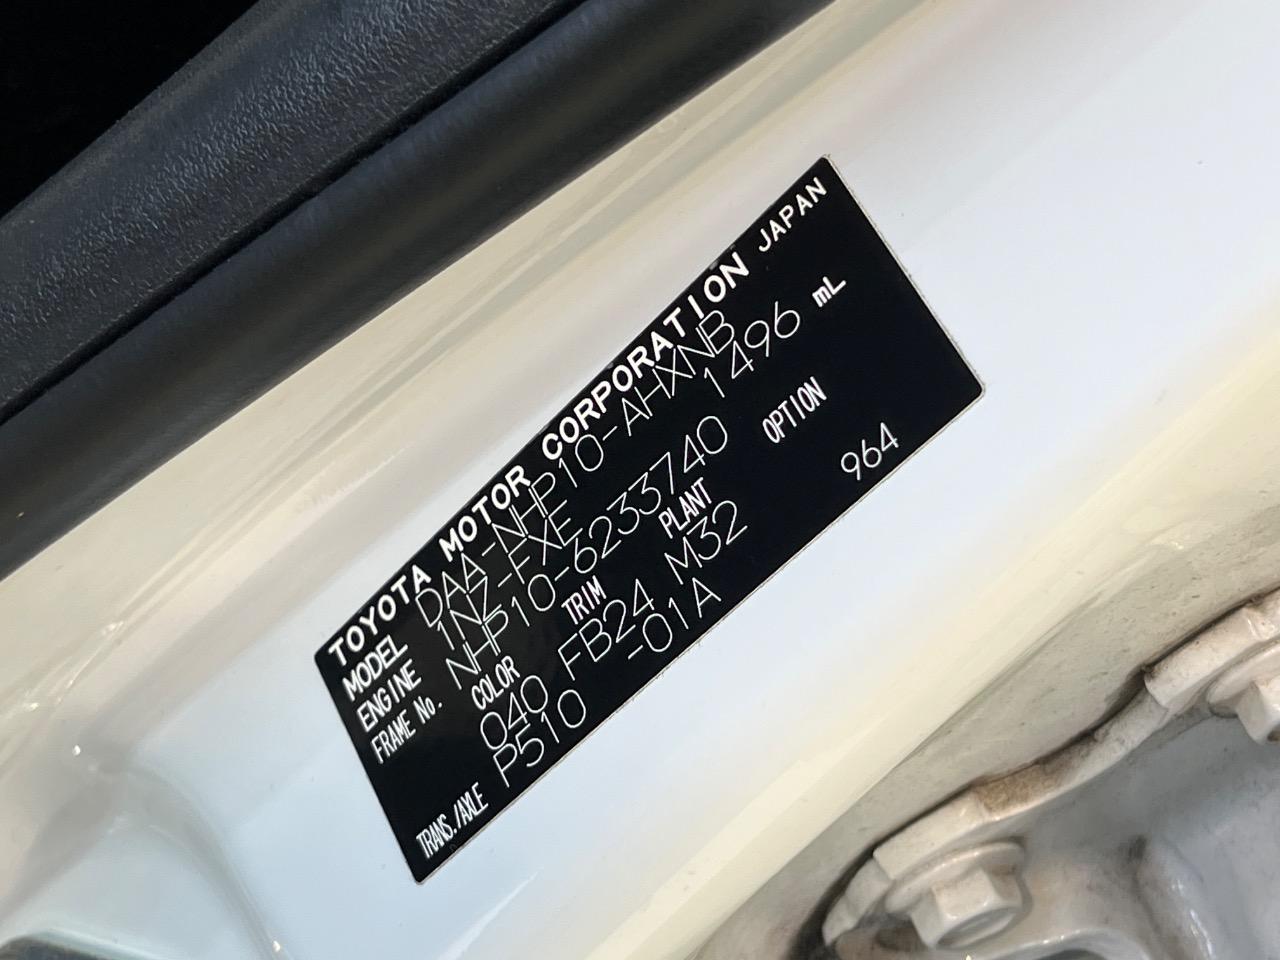 TOYOTA MOTOR CORPORATION JAPAN
MODEL DAA-NHP10-AHXNB
ENGINE 1NZ-FXE 1496 mL
FRAME No. NHP10-6233740
COLOR TRIM PLANT OPTION
040 FB24 M32 964
TRANS./AXLE P510 -01A